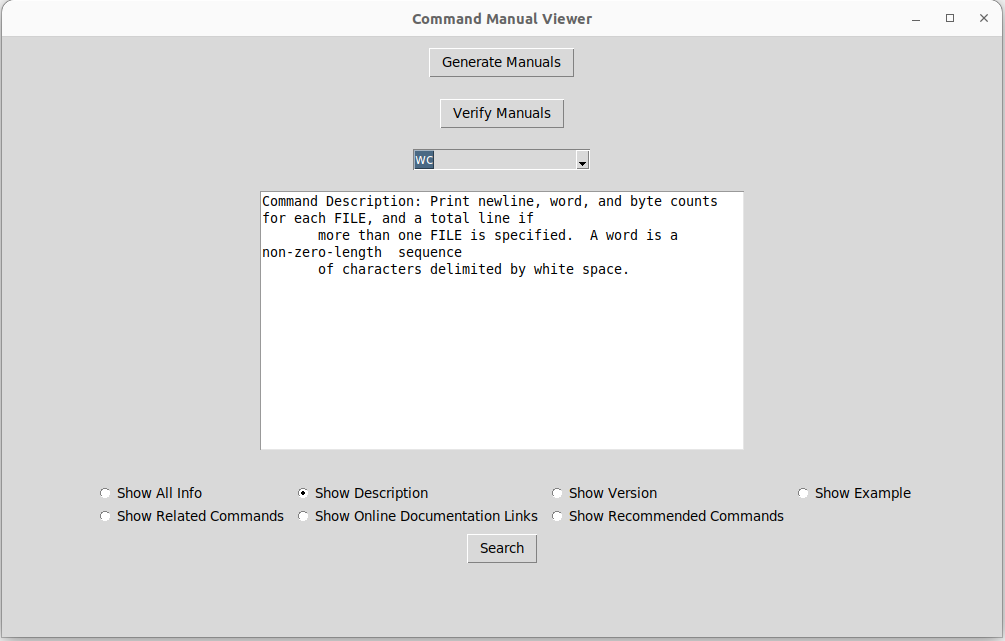 Command Manual Viewer
Generate Manuals
Verify Manuals
wc
Command Description: Print newline, word, and byte counts
for each FILE, and a total line if
       more than one FILE is specified.  A word is a
non-zero-length  sequence
       of characters delimited by white space.
Show All Info Show Description Show Version Show Example
Show Related Commands Show Online Documentation Links Show Recommended Commands
Search